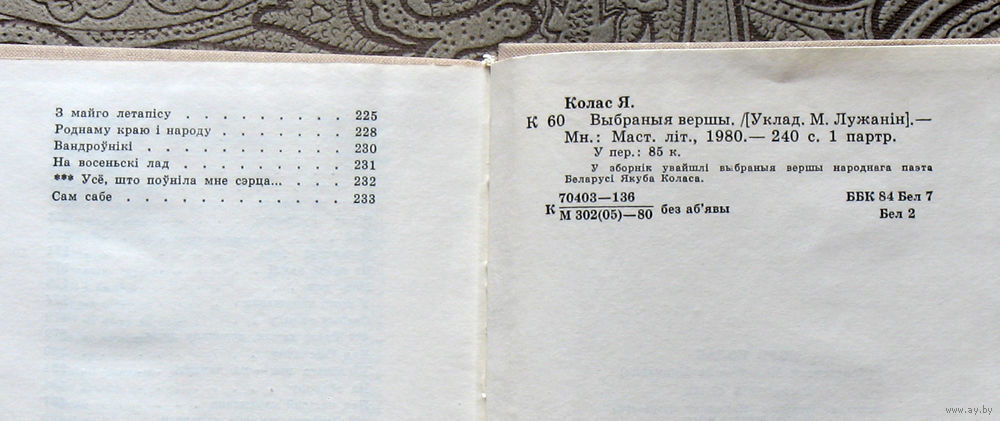 З майго летапісу . . . . . . . . . . 225
Роднаму краю і народу . . . . . . . . 228
Вандроўнікі . . . . . . . . . . . . 230
На восеньскі лад . . . . . . . . . . 231
*** Усё, што поўніла мне сэрца... . . . . 232
Сам сабе . . . . . . . . . . . . . 233
Колас Я.
К 60 Выбраныя вершы. /[Уклад. М. Лужанін].—
Мн.: Маст. літ., 1980.— 240 с. 1 партр.
У пер.: 85 к.
У зборнік увайшлі выбраныя вершы народнага паэта
Беларусі Якуба Коласа.
К 70403—136
М 302(05)—80 без аб'явы
ББК 84 Бел 7
Бел 2
www.ay.by